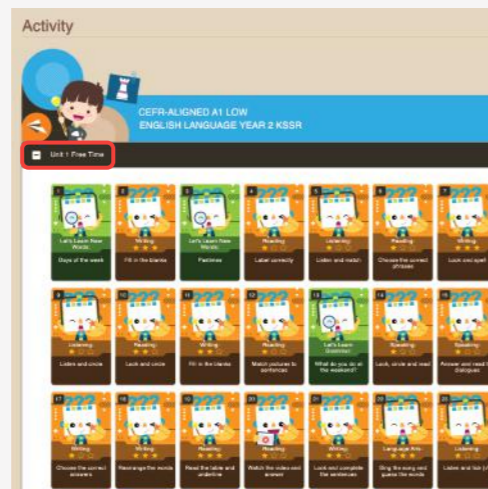 Activity
CEFR-ALIGNED A1 LOW
ENGLISH LANGUAGE YEAR 2 KSSR
Unit 1 Free Time
1
2
3
4
5
6
7
Let's Learn New
Words
Writing
Let's Learn New
Words
Reading
Listening
Reading
Writing
Days of the week
Fill in the blanks
Pastimes
Label correctly
Listen and match
Choose the correct
phrases
Look and spell
9
10
11
12
13
14
15
Listening
Reading
Writing
Reading
Let's Learn
Grammar
Speaking
Speaking
Listen and circle
Look and circle
Fill in the blanks
Match pictures to
sentences
What do you do at
the weekend?
Look, circle and read
Answer and read
dialogues
17
18
19
20
21
22
23
Writing
Writing
Reading
Reading
Writing
Language Arts
Listening
Choose the correct
answers
Rearrange the words
Read the table and
underline
Watch the video and
answer
Look and complete
the sentences
Sing the song and
guess the words
Listen and tick (/